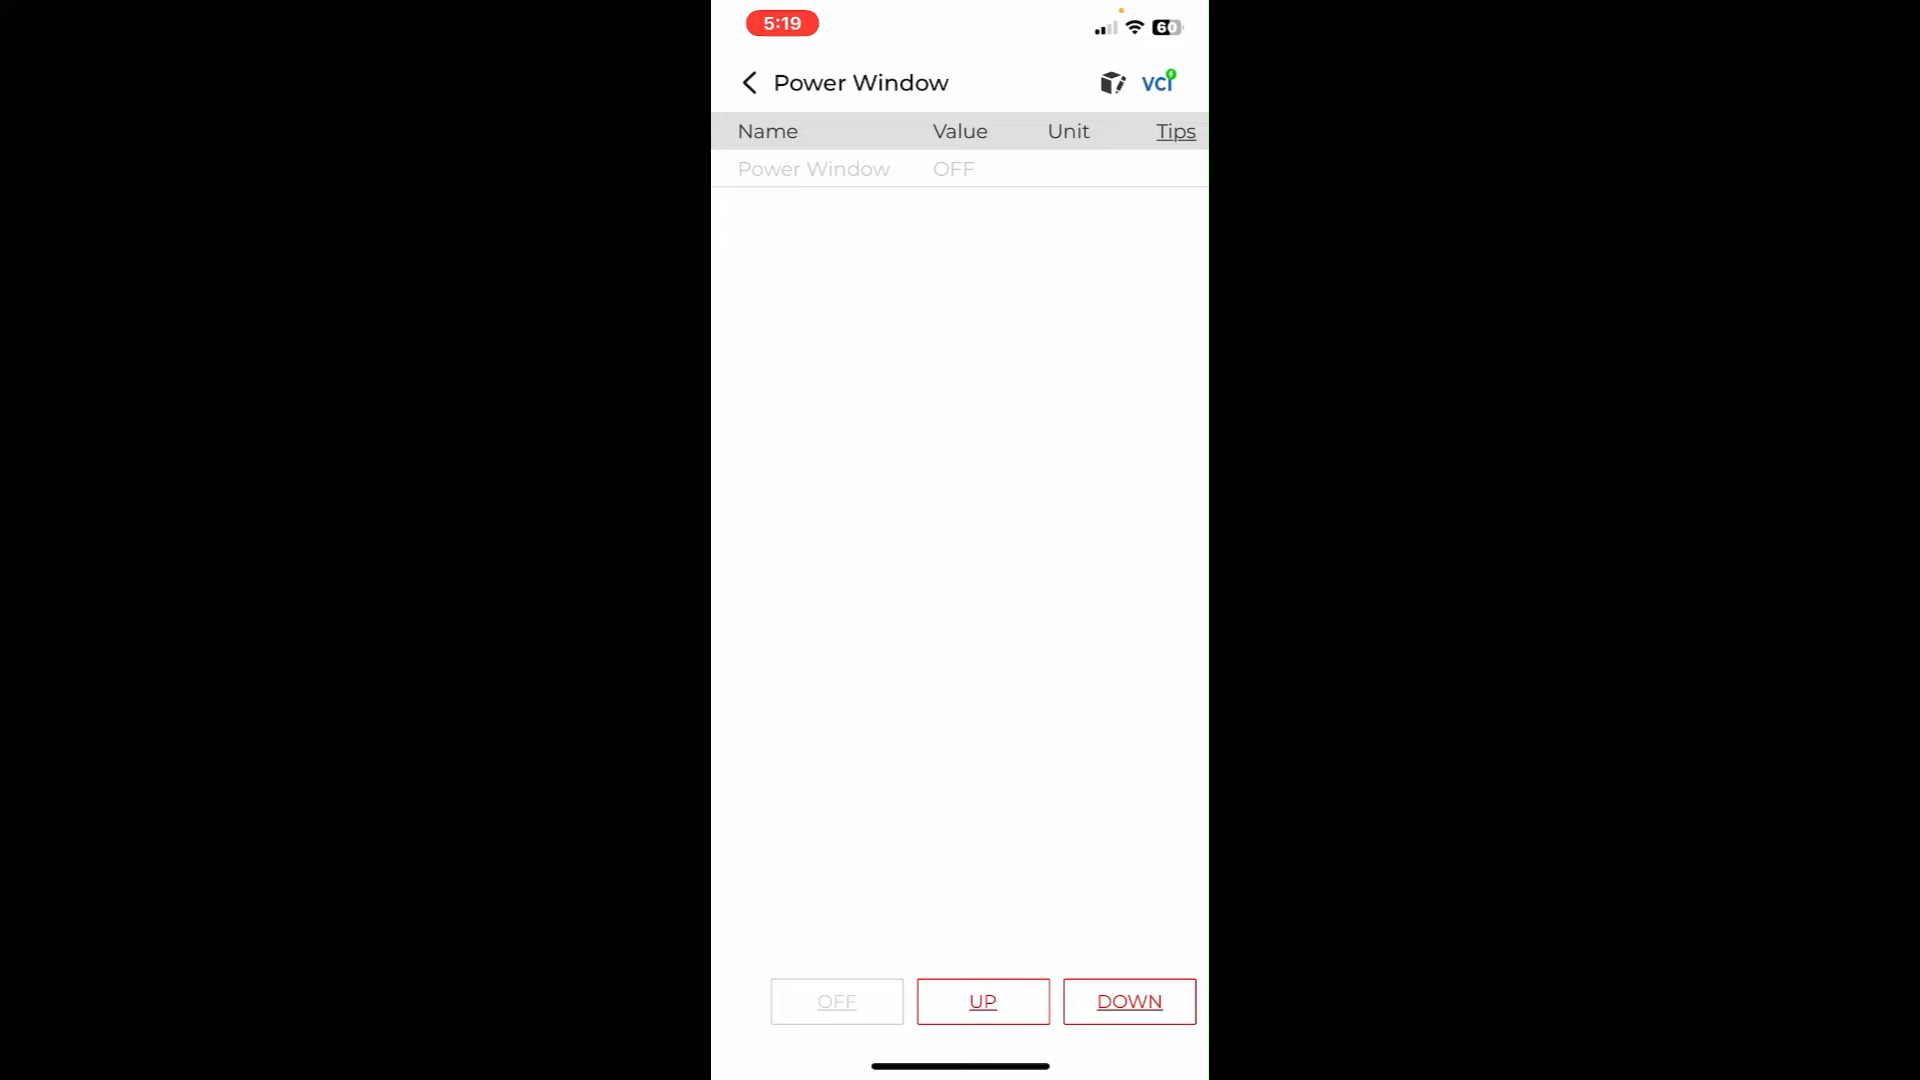 5:19
60
Power Window
VCI
Name Value Unit Tips
Power Window OFF
OFF UP DOWN